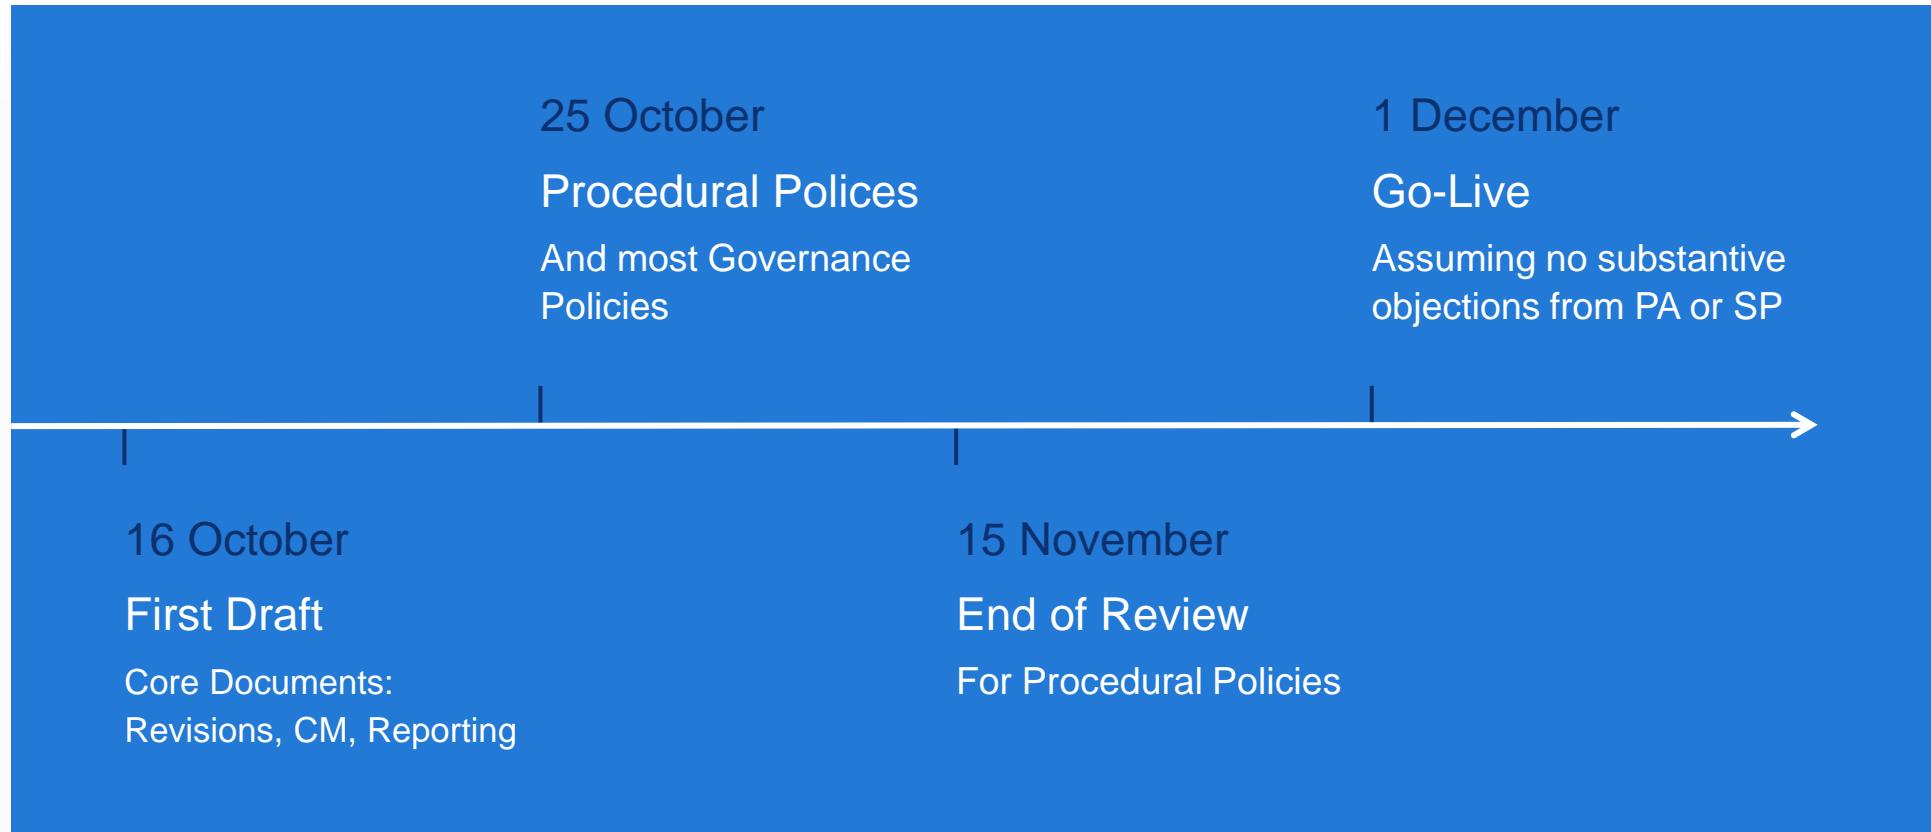 25 October
Procedural Polices
And most Governance
Policies
1 December
Go-Live
Assuming no substantive
objections from PA or SP
16 October
First Draft
Core Documents:
Revisions, CM, Reporting
15 November
End of Review
For Procedural Policies